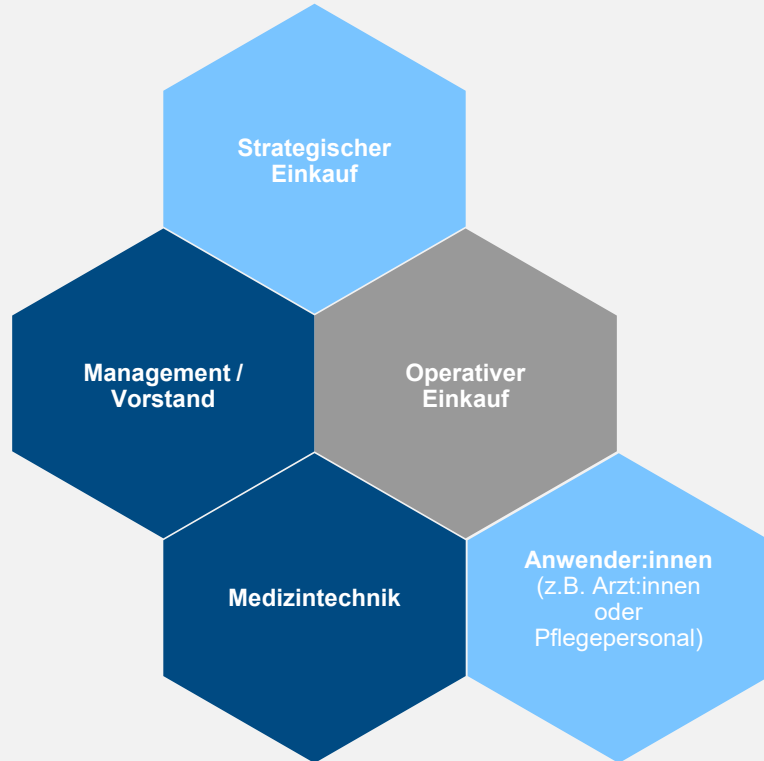 Strategischer
Einkauf
Management /
Vorstand
Operativer
Einkauf
Medizintechnik
Anwender:innen
(z.B. Arzt:innen
oder
Pflegepersonal)